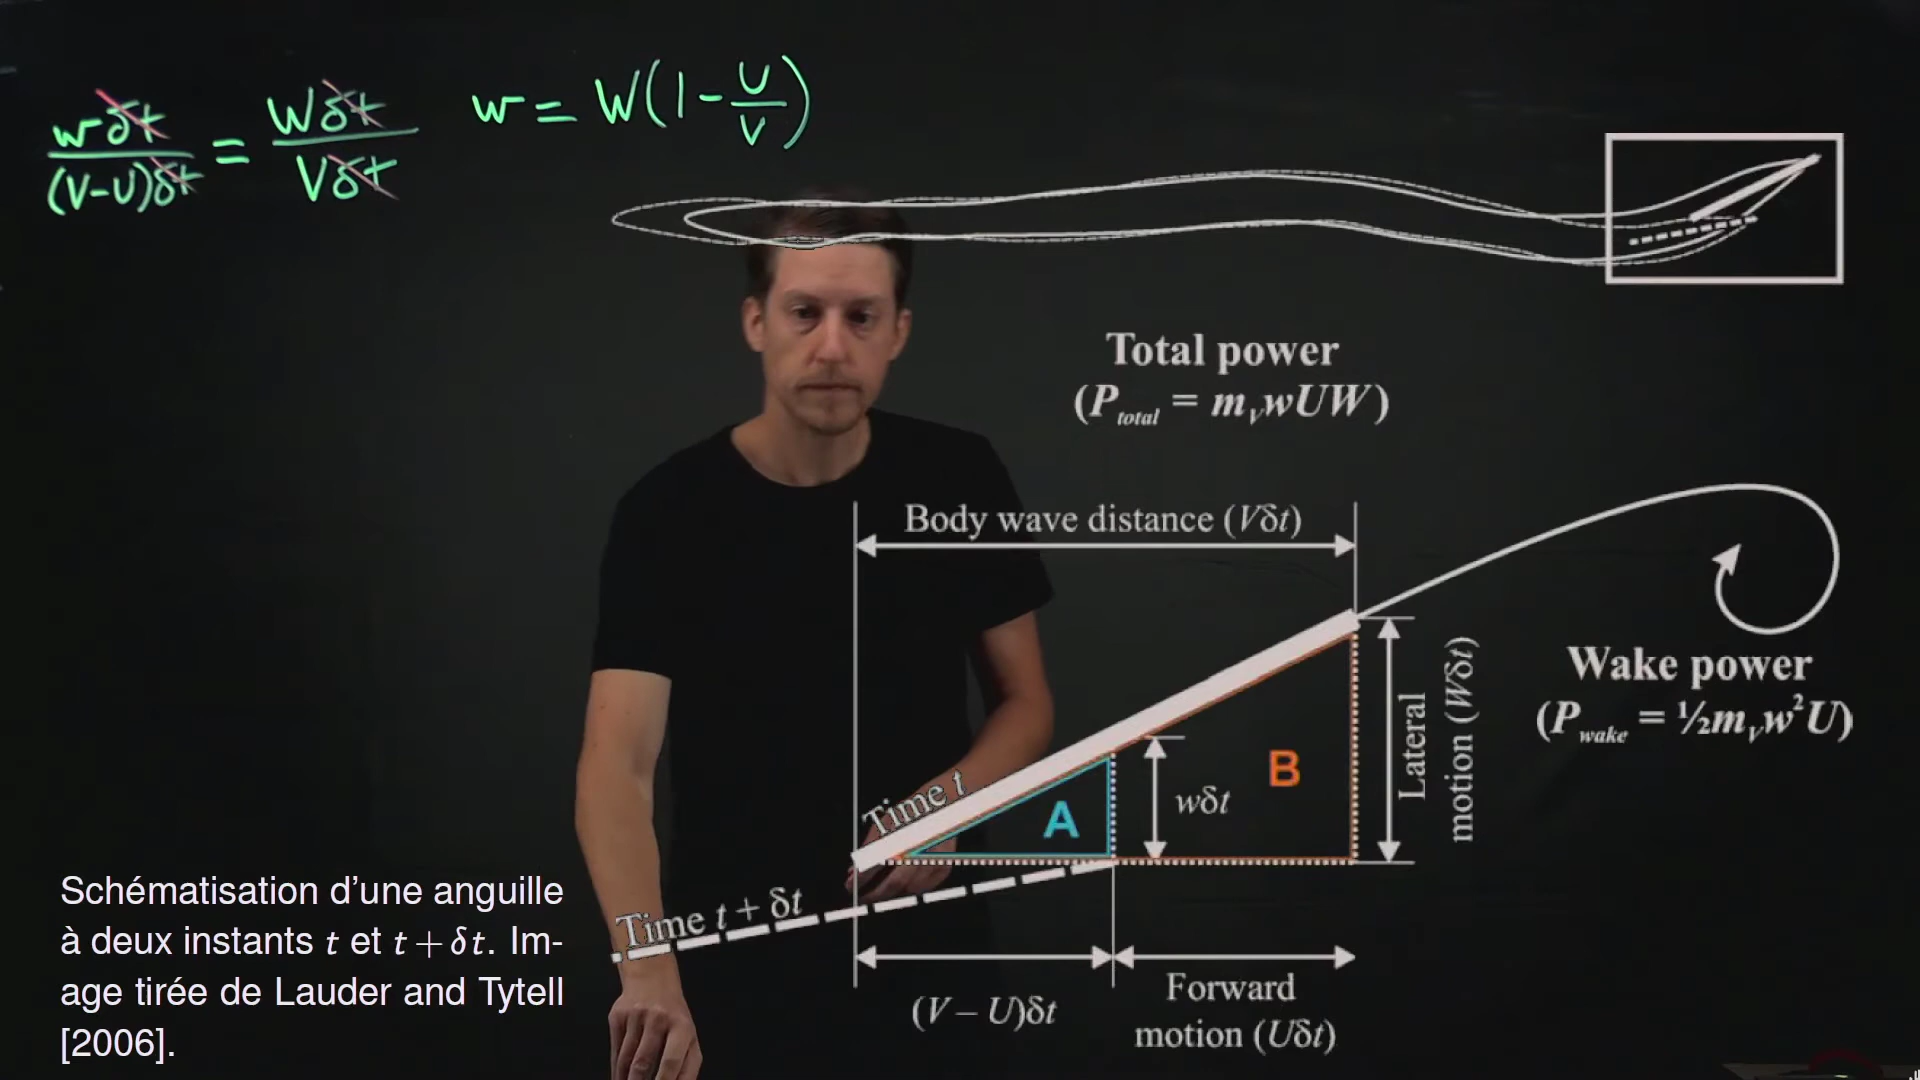 wδt / (V-U)δt = Wδt / Vδt
w = W(1 - U/V)
Total power
(P_total = m_V wUW)
Body wave distance (Vδt)
Lateral
motion (Wδt)
Wake power
(P_wake = ½m_V w²U)
B
Time t
A
wδt
Time t + δt
(V – U)δt
Forward
motion (Uδt)
Schématisation d’une anguille
à deux instants t et t + δt. Im-
age tirée de Lauder and Tytell
[2006].